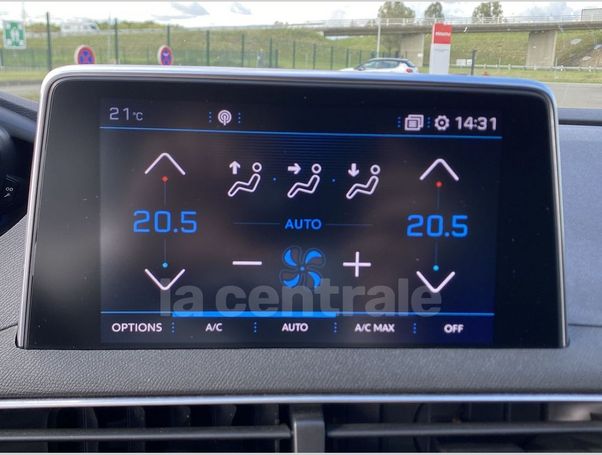 21°C 14:31
20.5 AUTO 20.5
la centrale
OPTIONS A/C AUTO A/C MAX OFF